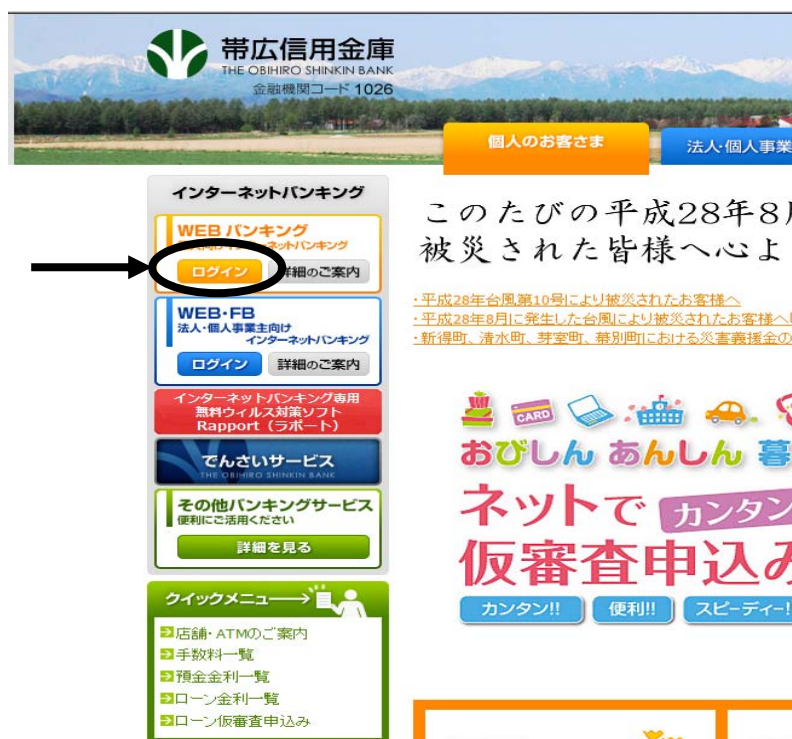 帯広信用金庫
THE OBIHIRO SHINKIN BANK
金融機関コード 1026
個人のお客さま
法人・個人事業
インターネットバンキング
WEB バンキング
ネットバンキング
ログイン
詳細のご案内
WEB・FB
法人・個人事業主向け
インターネットバンキング
ログイン
詳細のご案内
インターネットバンキング専用
無料ウィルス対策ソフト
Rapport（ラポート）
でんさいサービス
THE OBIHIRO SHINKIN BANK
その他バンキングサービス
便利にご活用ください
詳細を見る
クイックメニュー
店舗・ATMのご案内
手数料一覧
預金金利一覧
ローン金利一覧
ローン仮審査申込み
このたびの平成28年8月
被災された皆様へ心よ
・平成28年台風第10号により被災されたお客様へ
・平成28年8月に発生した台風により被災されたお客様へ
・新得町、清水町、芽室町、幕別町における災害義援金の
CARD
おびしん あんしん 暮
ネットで カンタン
仮審査申込み
カンタン!! 便利!! スピーディー!